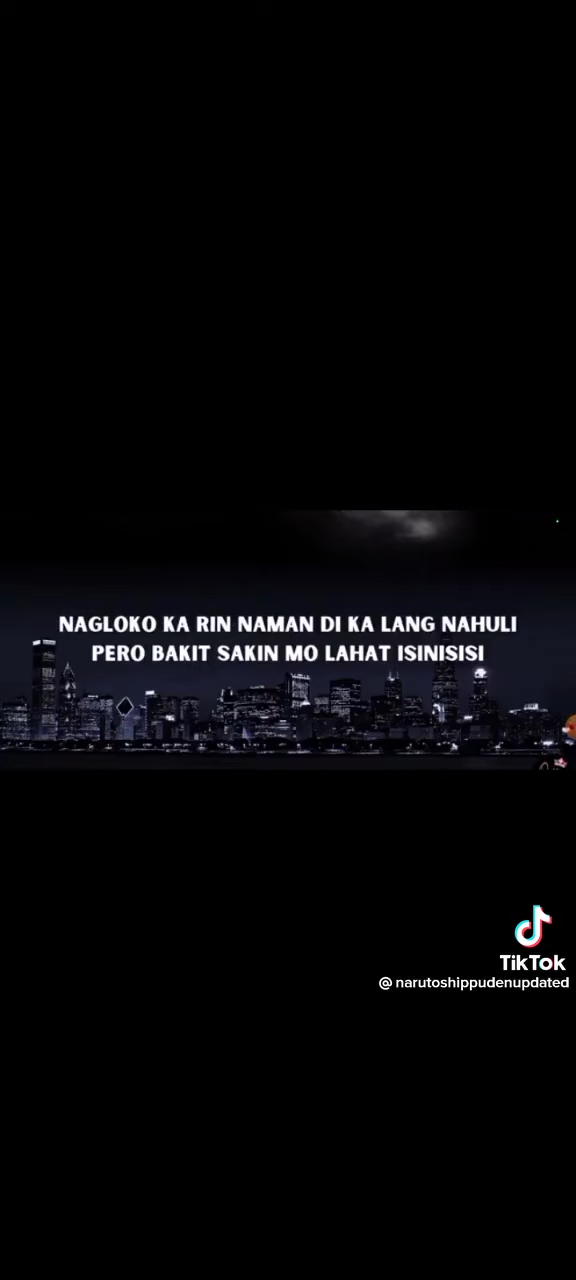 NAGLOKO KA RIN NAMAN DI KA LANG NAHULI
PERO BAKIT SAKIN MO LAHAT ISINISISI
TikTok
@ narutoshippudenupdated